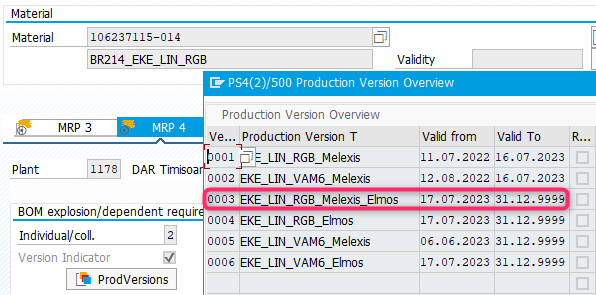 Material
Material 106237115-014
BR214_EKE_LIN_RGB
Validity
PS4(2)/500 Production Version Overview
Production Version Overview
Ve... Production Version T Valid from Valid To R...
0001 EKE_LIN_RGB_Melexis 11.07.2022 16.07.2023
0002 EKE_LIN_VAM6_Melexis 12.08.2022 16.07.2023
0003 EKE_LIN_RGB_Melexis_Elmos 17.07.2023 31.12.9999
0004 EKE_LIN_RGB_Elmos 17.07.2023 31.12.9999
0005 EKE_LIN_VAM6_Melexis 06.06.2023 31.12.9999
0006 EKE_LIN_VAM6_Elmos 17.07.2023 31.12.9999
MRP 3 MRP 4
Plant 1178 DAR Timisoar
BOM explosion/dependent require
Individual/coll. 2
Version Indicator
ProdVersions